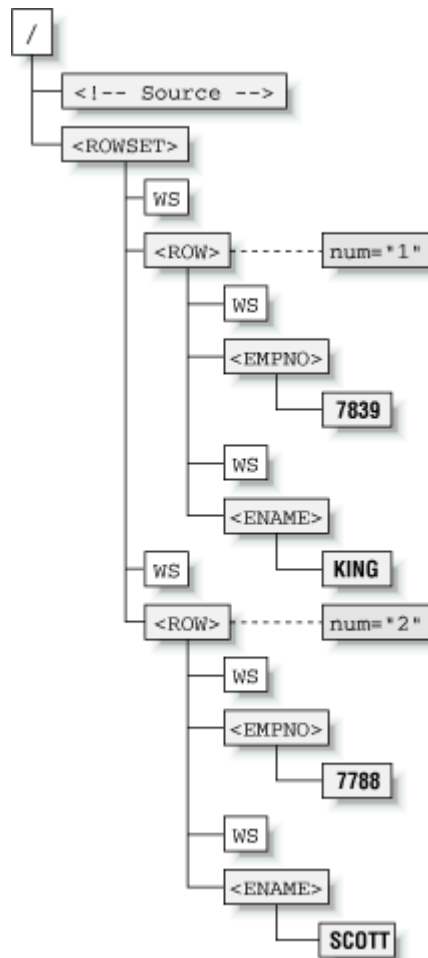 /
<!-- Source -->
<ROWSET>
WS
<ROW> num="1"
WS
<EMPNO>
7839
WS
<ENAME>
KING
WS
<ROW> num="2"
WS
<EMPNO>
7788
WS
<ENAME>
SCOTT